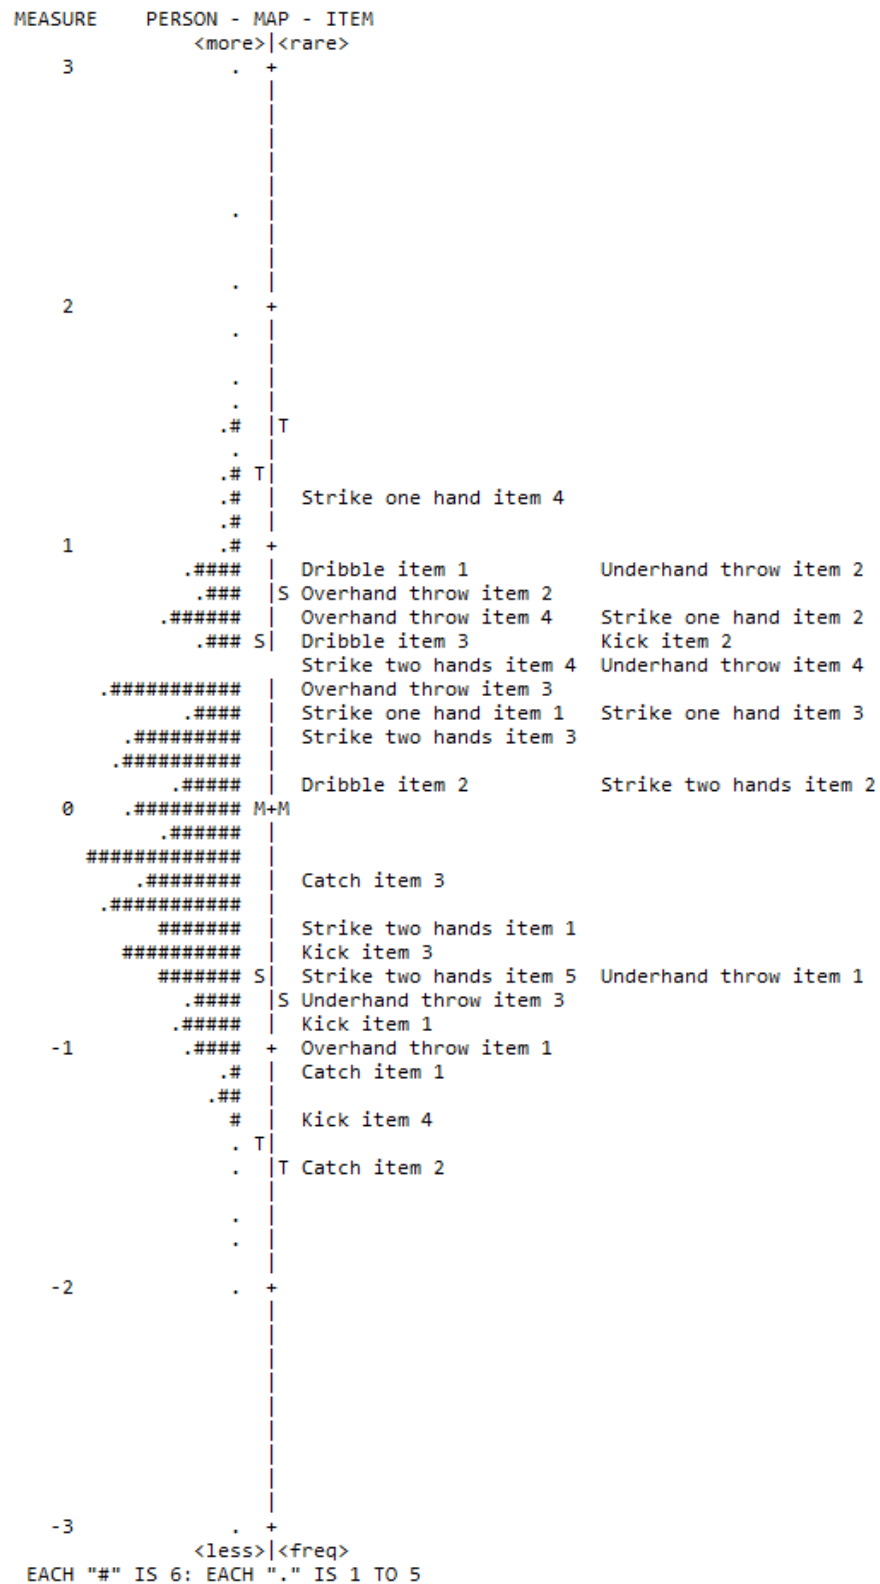 MEASURE    PERSON - MAP - ITEM
               <more>|<rare>
    3             .  +
                     |
                     |
                     |
                     |
                     |
                  .  |
                     |
                     |
                  .  |
    2                +
                  .  |
                     |
                  .  |
                  .  |
                 .#  |T
                  .  |
                 .# T|
                 .#  |  Strike one hand item 4
                 .#  |
    1            .#  +
              .####  |  Dribble item 1           Underhand throw item 2
               .###  |S Overhand throw item 2
            .######  |  Overhand throw item 4    Strike one hand item 2
               .### S|  Dribble item 3           Kick item 2
                        Strike two hands item 4  Underhand throw item 4
       .###########  |  Overhand throw item 3
              .####  |  Strike one hand item 1   Strike one hand item 3
         .#########  |  Strike two hands item 3
        .##########  |
             .#####  |  Dribble item 2           Strike two hands item 2
    0    .######### M+M
            .######  |
      #############  |
          .########  |  Catch item 3
       .###########  |
            #######  |  Strike two hands item 1
         ##########  |  Kick item 3
            ####### S|  Strike two hands item 5  Underhand throw item 1
              .####  |S Underhand throw item 3
             .#####  |  Kick item 1
   -1         .####  +  Overhand throw item 1
                 .#  |  Catch item 1
                .##  |
                  #  |  Kick item 4
                  . T|
                  .  |T Catch item 2
                     |
                  .  |
                  .  |
                     |
   -2             .  +
                     |
                     |
                     |
                     |
                     |
                     |
                     |
                     |
                     |
   -3             .  +
               <less>|<freq>
 EACH "#" IS 6: EACH "." IS 1 TO 5